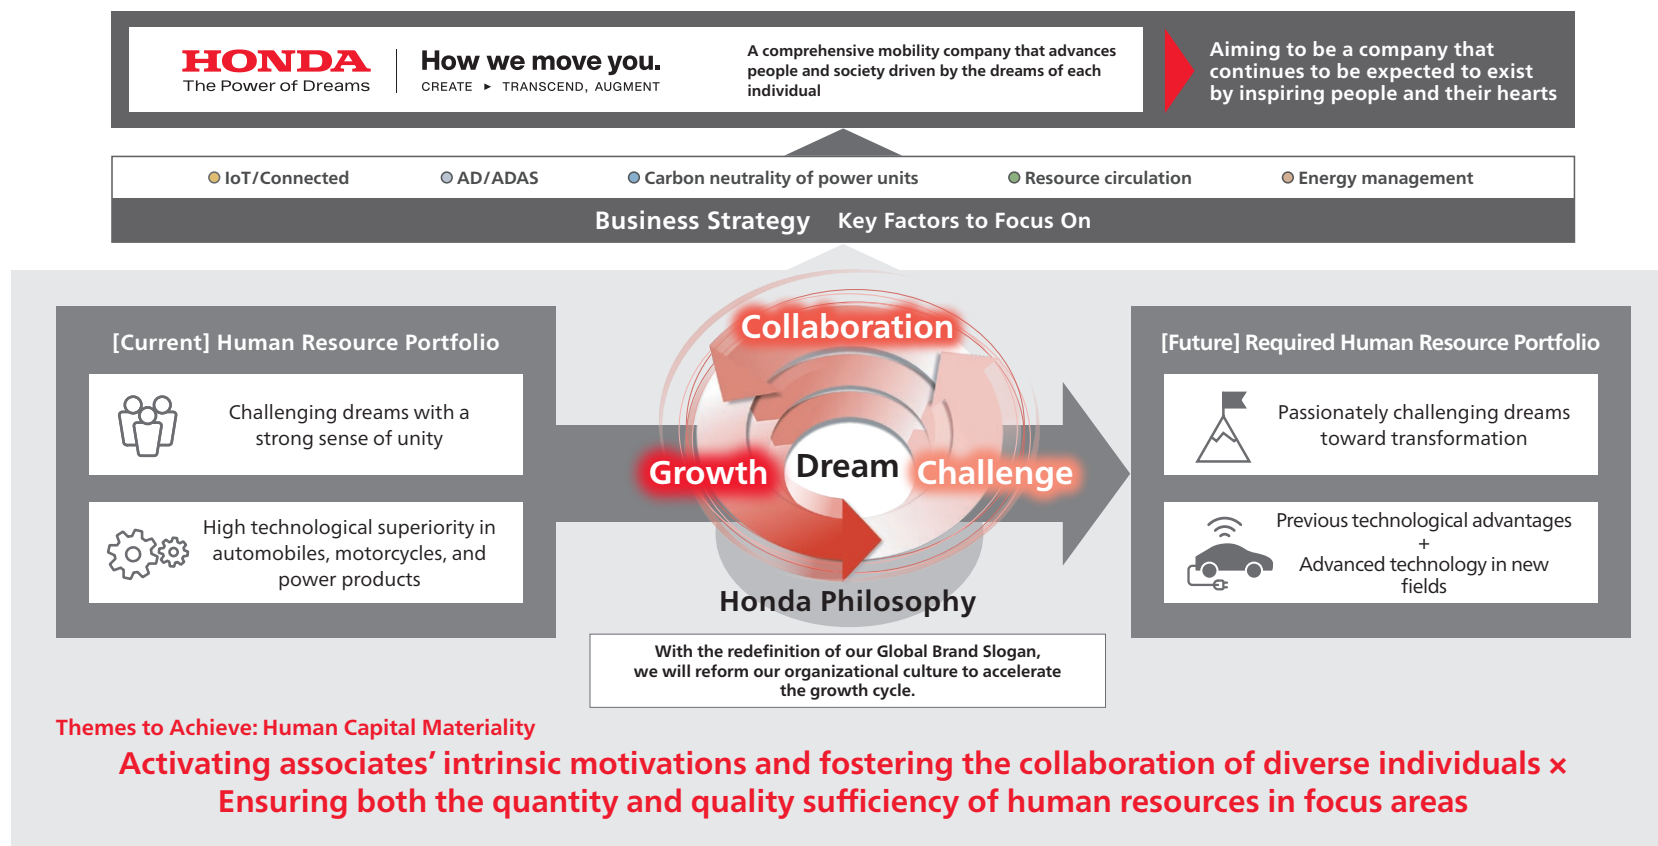 HONDA
The Power of Dreams
How we move you.
CREATE ► TRANSCEND, AUGMENT
A comprehensive mobility company that advances
people and society driven by the dreams of each
individual
Aiming to be a company that
continues to be expected to exist
by inspiring people and their hearts
IoT/Connected
AD/ADAS
Carbon neutrality of power units
Resource circulation
Energy management
Business Strategy Key Factors to Focus On
[Current] Human Resource Portfolio
Challenging dreams with a
strong sense of unity
High technological superiority in
automobiles, motorcycles, and
power products
Collaboration
Growth
Dream
Challenge
Honda Philosophy
With the redefinition of our Global Brand Slogan,
we will reform our organizational culture to accelerate
the growth cycle.
[Future] Required Human Resource Portfolio
Passionately challenging dreams
toward transformation
Previous technological advantages
+
Advanced technology in new
fields
Themes to Achieve: Human Capital Materiality
Activating associates’ intrinsic motivations and fostering the collaboration of diverse individuals ×
Ensuring both the quantity and quality sufficiency of human resources in focus areas